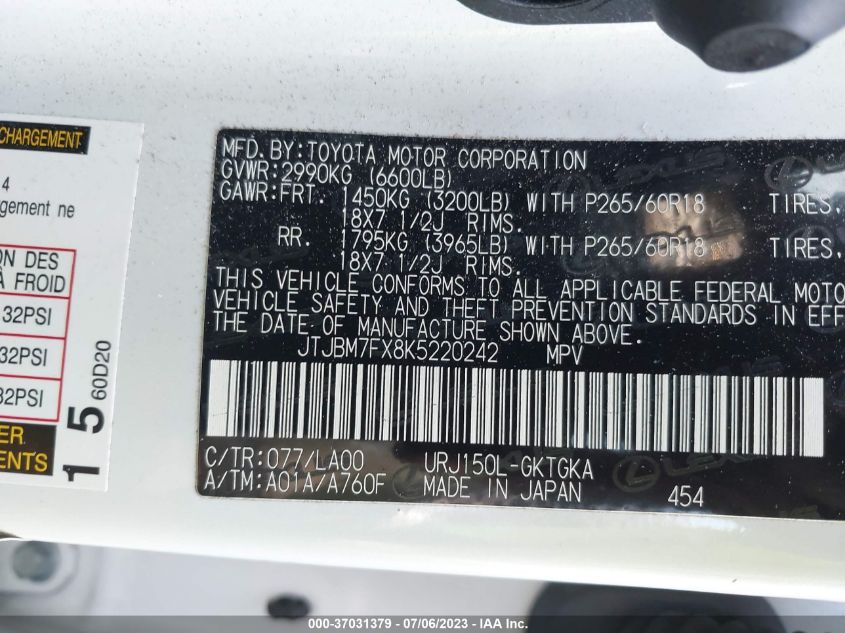 CHARGEMENT
4
gement ne
ON DES
À FROID
32PSI
32PSI
32PSI
ER
ENTS
1 5
60D20
MFD. BY:TOYOTA MOTOR CORPORATION
GVWR:2990KG (6600LB)
GAWR:FRT. 1450KG (3200LB) WITH P265/60R18 TIRES,
18X7 1/2J RIMS.
RR. 1795KG (3965LB) WITH P265/60R18 TIRES,
18X7 1/2J RIMS.
THIS VEHICLE CONFORMS TO ALL APPLICABLE FEDERAL MOTO
VEHICLE SAFETY AND THEFT PREVENTION STANDARDS IN EFF
THE DATE OF MANUFACTURE SHOWN ABOVE.
JTJBM7FX8K5220242 MPV
C/TR:077/LA00 URJ150L-GKTGKA
A/TM:A01A/A760F MADE IN JAPAN 454
LEXUS
000-37031379 - 07/06/2023 - IAA Inc.